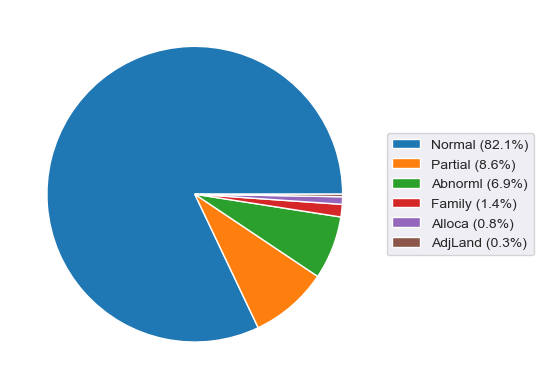 Normal (82.1%)
Partial (8.6%)
Abnorml (6.9%)
Family (1.4%)
Alloca (0.8%)
AdjLand (0.3%)